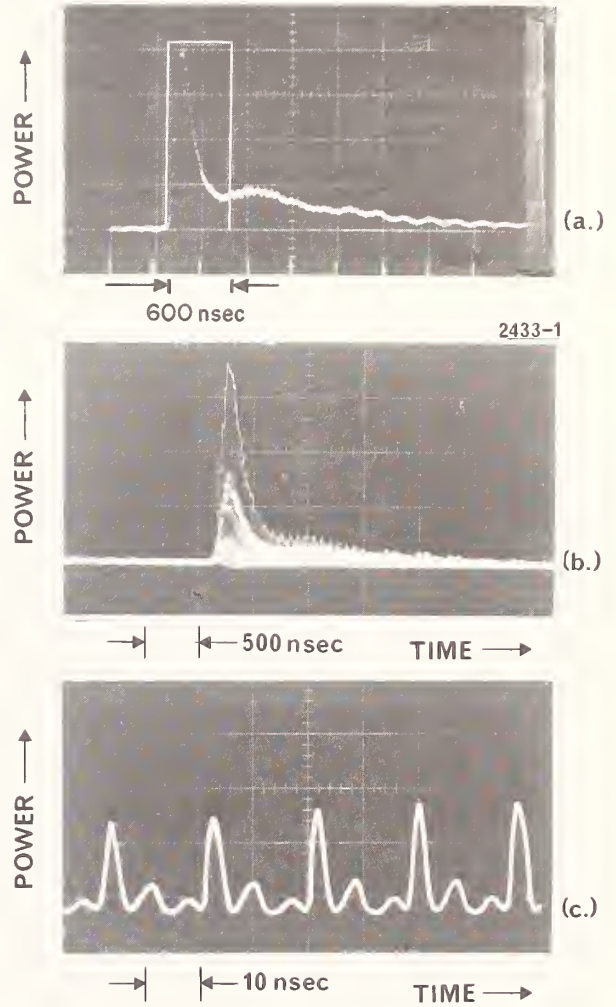 POWER
(a.)
600 nsec
2433-1
POWER
(b.)
500 nsec TIME
POWER
(c.)
10 nsec TIME